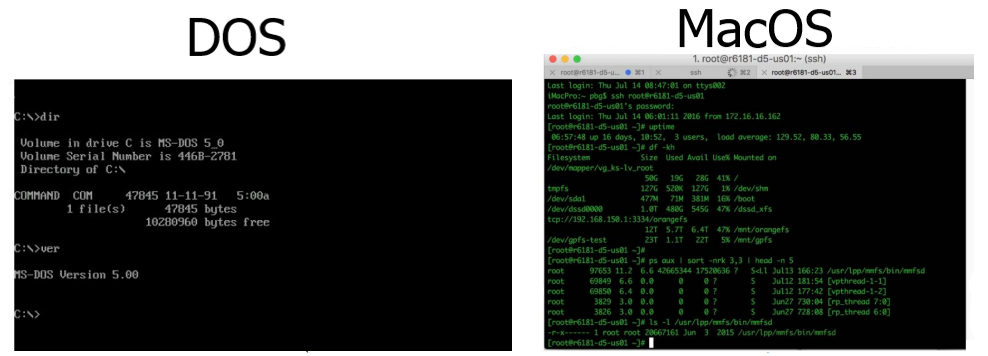 DOS
C:\>dir
Volume in drive C is MS-DOS 5_0
Volume Serial Number is 446B-2781
Directory of C:\
COMMAND  COM     47845 11-11-91   5:00a
1 file(s)      47845 bytes
10280960 bytes free
C:\>ver
MS-DOS Version 5.00
C:\>
MacOS
1. root@r6181-d5-us01:~ (ssh)
× root@r6181-d5-u... ⌘1 × ssh ⌘2 × root@r6181-d5-us01... ⌘3
Last login: Thu Jul 14 08:47:01 on ttys002
iMacPro:~ pbg$ ssh root@r6181-d5-us01
root@r6181-d5-us01's password:
Last login: Thu Jul 14 06:01:11 2016 from 172.16.16.162
[root@r6181-d5-us01 ~]# uptime
06:57:48 up 16 days, 10:52,  3 users,  load average: 129.52, 80.33, 56.55
[root@r6181-d5-us01 ~]# df -kh
Filesystem            Size  Used Avail Use% Mounted on
/dev/mapper/vg_ks-lv_root
50G   19G   28G  41% /
tmpfs                 127G  520K  127G   1% /dev/shm
/dev/sda1             477M   71M  381M  16% /boot
/dev/dssd0000         1.0T  480G  545G  47% /dssd_xfs
tcp://192.168.150.1:3334/orangefs
12T  5.7T  6.4T  47% /mnt/orangefs
/dev/gpfs-test         23T  1.1T   22T   5% /mnt/gpfs
[root@r6181-d5-us01 ~]#
[root@r6181-d5-us01 ~]# ps aux | sort -nrk 3,3 | head -n 5
root     97653 11.2  6.6 42665344 17520636 ?   S<Ll Jul13 166:23 /usr/lpp/mmfs/bin/mmfsd
root     69849  6.6  0.0      0     0 ?        S    Jul12 181:54 [vpthread-1-1]
root     69850  6.4  0.0      0     0 ?        S    Jul12 177:42 [vpthread-1-2]
root      3829  3.0  0.0      0     0 ?        S    Jun27 730:04 [rp_thread 7:0]
root      3826  3.0  0.0      0     0 ?        S    Jun27 728:08 [rp_thread 6:0]
[root@r6181-d5-us01 ~]# ls -l /usr/lpp/mmfs/bin/mmfsd
-r-x------ 1 root root 20667161 Jun  3  2015 /usr/lpp/mmfs/bin/mmfsd
[root@r6181-d5-us01 ~]#